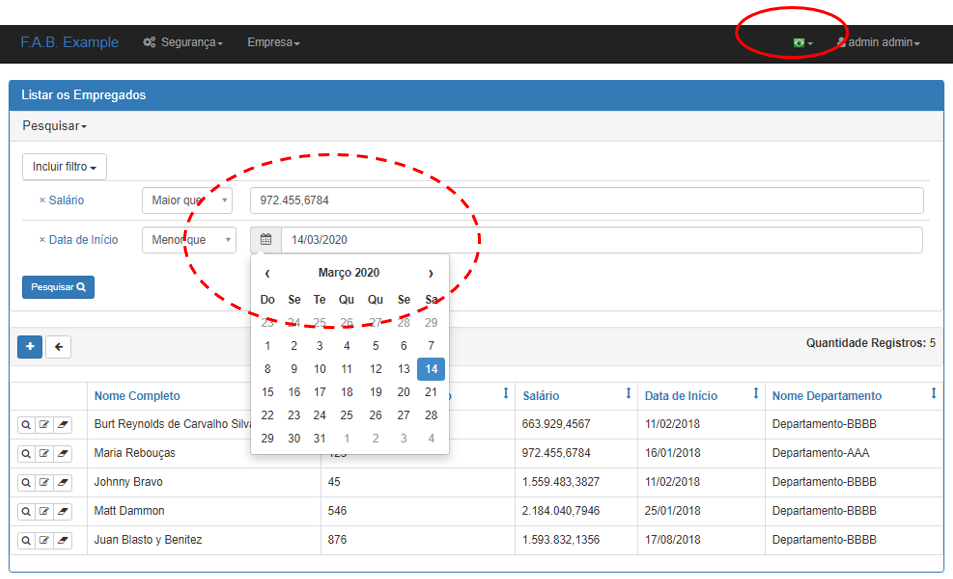 F.A.B. Example Segurança Empresa admin admin
Listar os Empregados
Pesquisar
Incluir filtro
× Salário Maior que 972.455,6784
× Data de Início Menor que 14/03/2020
Pesquisar
‹ Março 2020 ›
Do Se Te Qu Qu Se Sa
23 24 25 26 27 28 29
1 2 3 4 5 6 7
8 9 10 11 12 13 14
15 16 17 18 19 20 21
22 23 24 25 26 27 28
29 30 31 1 2 3 4
Quantidade Registros: 5
Nome Completo Salário Data de Início Nome Departamento
Burt Reynolds de Carvalho 663.929,4567 11/02/2018 Departamento-BBBB
Maria Rebouças 972.455,6784 16/01/2018 Departamento-AAA
Johnny Bravo 45 1.559.483,3827 11/02/2018 Departamento-BBBB
Matt Dammon 546 2.184.040,7946 25/01/2018 Departamento-BBBB
Juan Blasto y Benitez 876 1.593.832,1356 17/08/2018 Departamento-BBBB